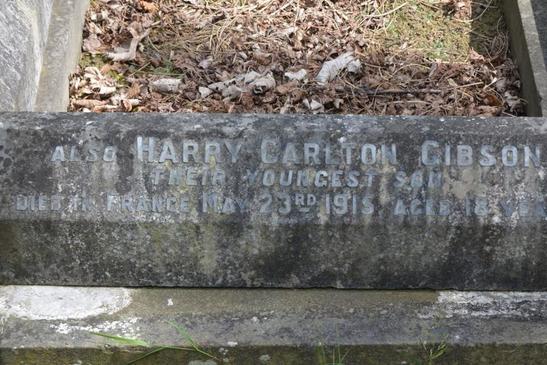 ALSO HARRY CARLTON GIBSON
THEIR YOUNGEST SON
DIED IN FRANCE MAY 23RD 1915, AGED 18